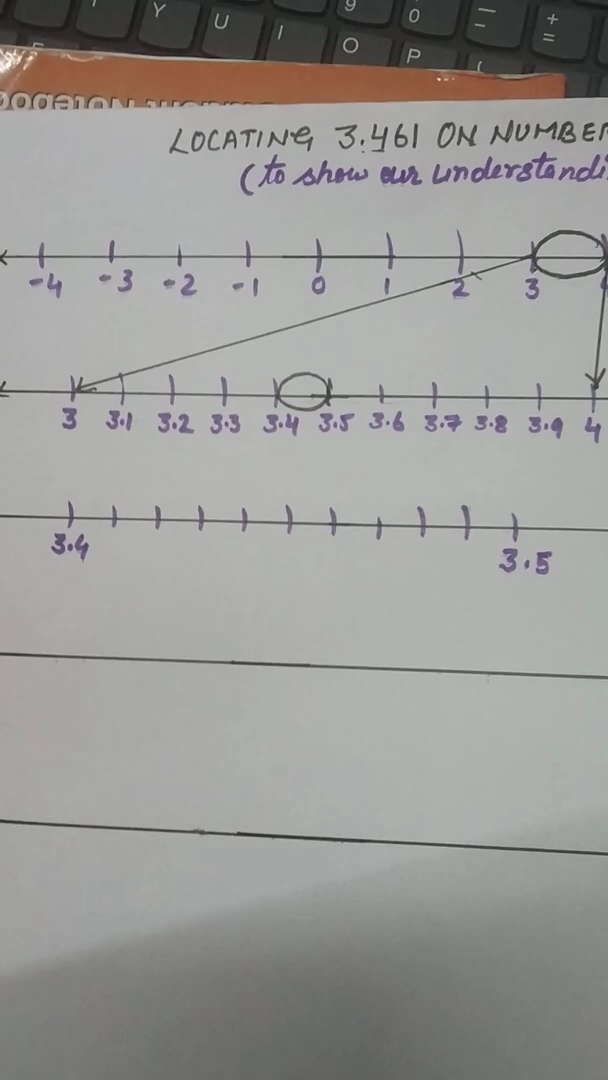 Y U I 9 0 - + =
O P
LOCATING 3.461 ON NUMBER
(to show our understandi
-4 -3 -2 -1 0 1 2 3
3 3.1 3.2 3.3 3.4 3.5 3.6 3.7 3.8 3.9 4
3.4 3.5